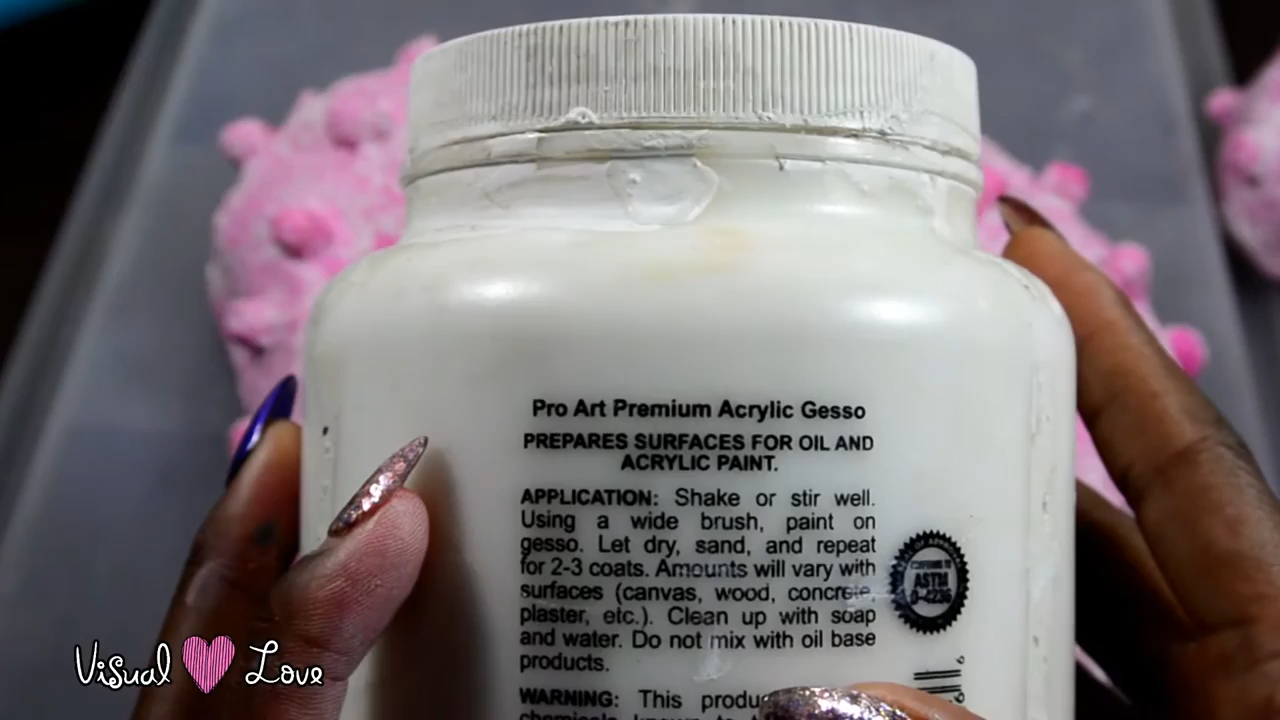 Pro Art Premium Acrylic Gesso
PREPARES SURFACES FOR OIL AND
ACRYLIC PAINT.
APPLICATION: Shake or stir well.
Using a wide brush, paint on
gesso. Let dry, sand, and repeat
for 2-3 coats. Amounts will vary with
surfaces (canvas, wood, concrete,
plaster, etc.). Clean up with soap
and water. Do not mix with oil base
products.
WARNING: This
ASTM
D-4236
Visual Love